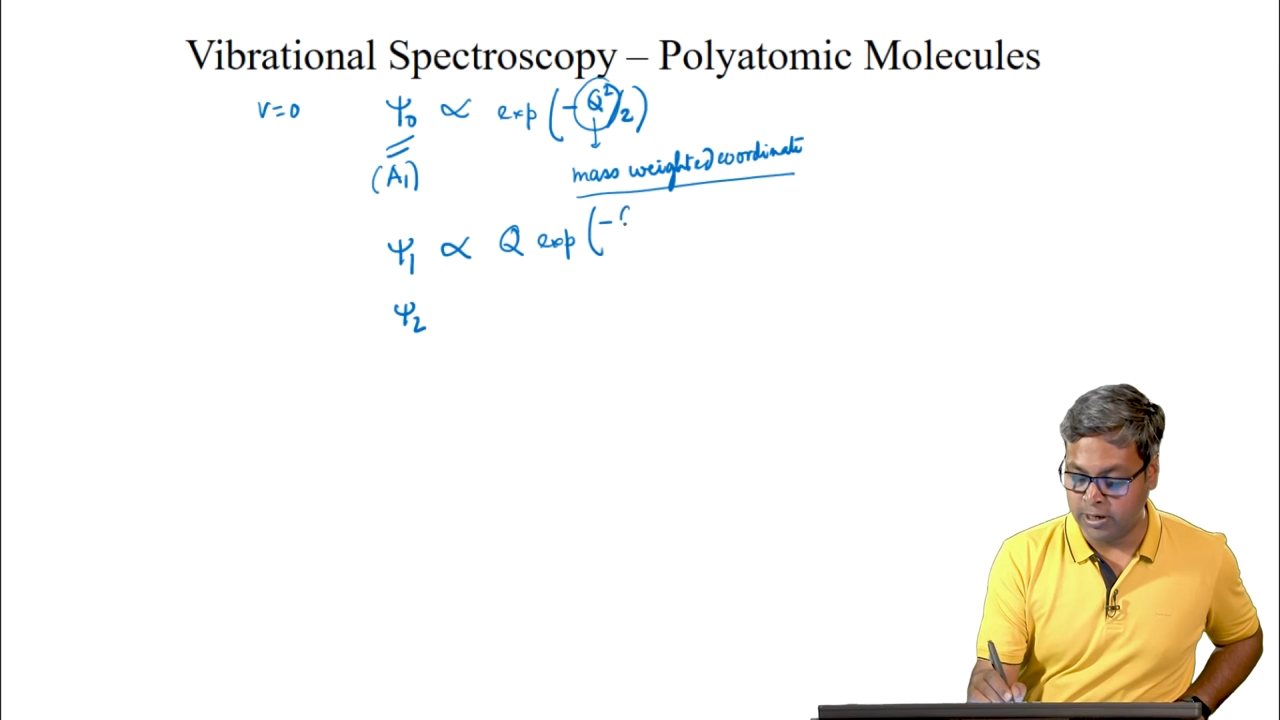 Vibrational Spectroscopy – Polyatomic Molecules
v=0 ψ₀ ∝ exp(-Q²/2)
(A₁)
mass weighted coordinate
ψ₁ ∝ Q exp(-
ψ₂